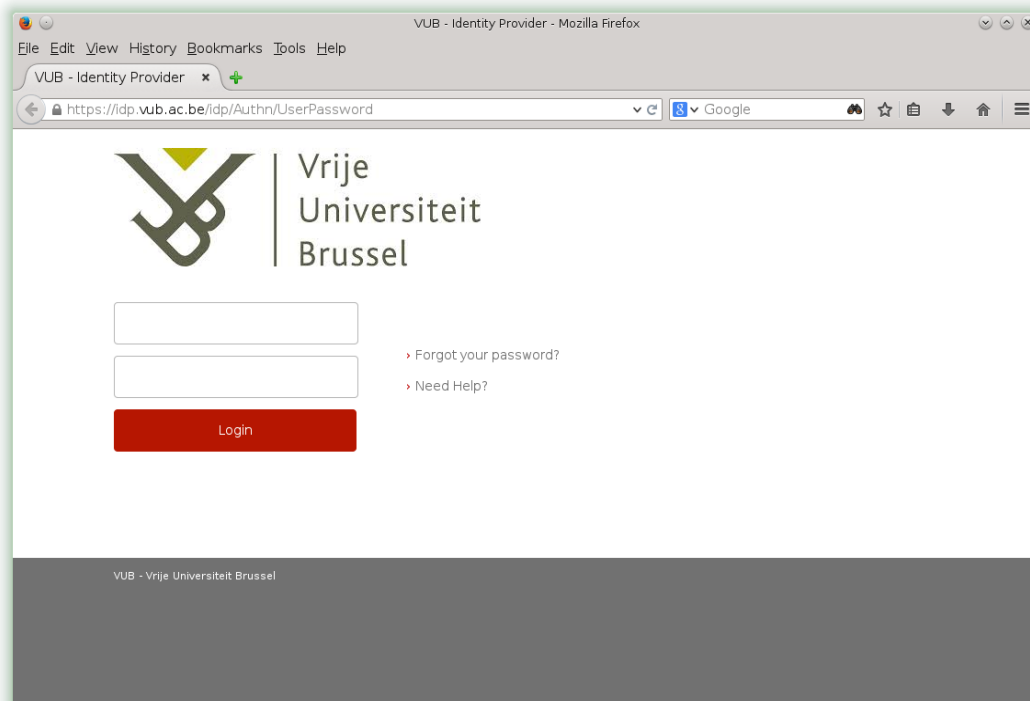 VUB - Identity Provider - Mozilla Firefox
File Edit View History Bookmarks Tools Help
VUB - Identity Provider
https://idp.vub.ac.be/idp/Authn/UserPassword
8 Google
Vrije
Universiteit
Brussel
› Forgot your password?
› Need Help?
Login
VUB - Vrije Universiteit Brussel